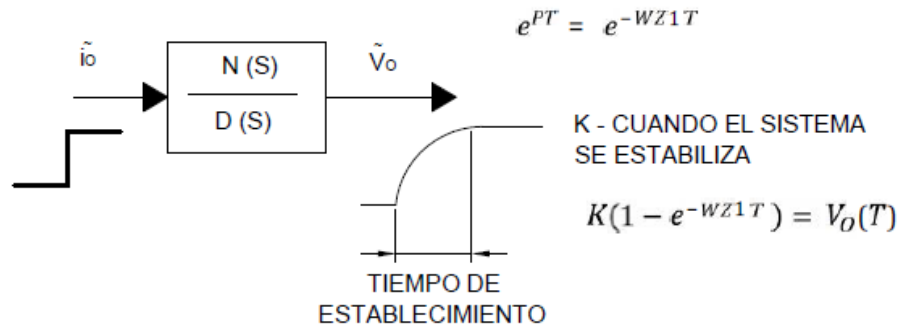 e^{PT} = e^{-WZ1T}
ĩo
N (S)
D (S)
Ṽo
K - CUANDO EL SISTEMA
SE ESTABILIZA
K(1 - e^{-WZ1T}) = V_O(T)
TIEMPO DE
ESTABLECIMIENTO